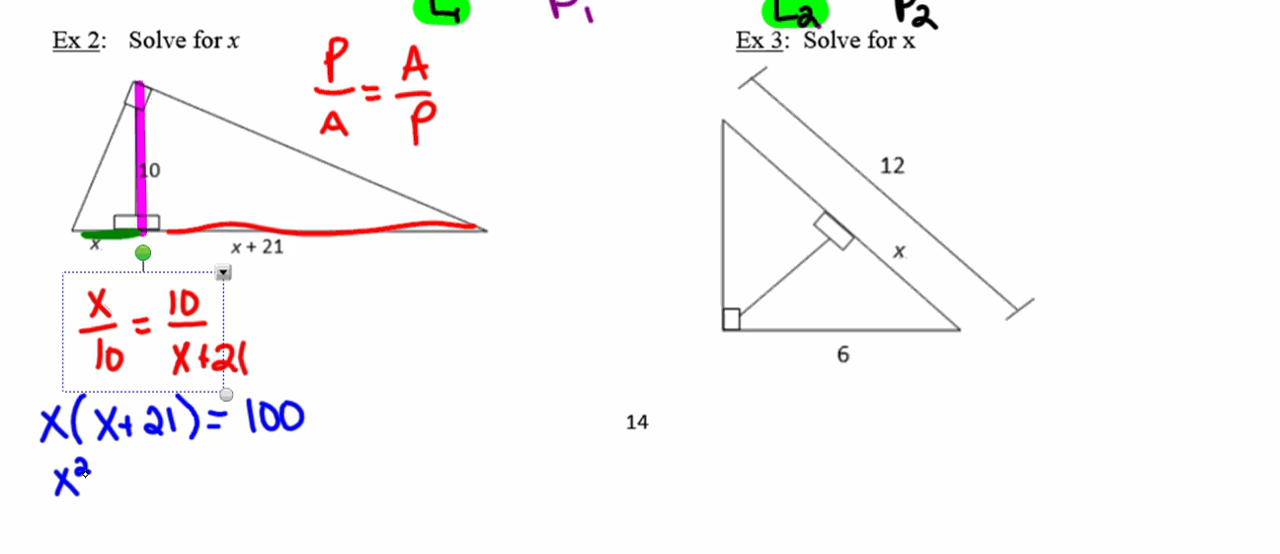 L1 P1 L2 P2
Ex 2: Solve for x
P/A = A/P
10
x
x + 21
x/10 = 10/x+21
x(x+21) = 100
x²
Ex 3: Solve for x
12
x
6
14